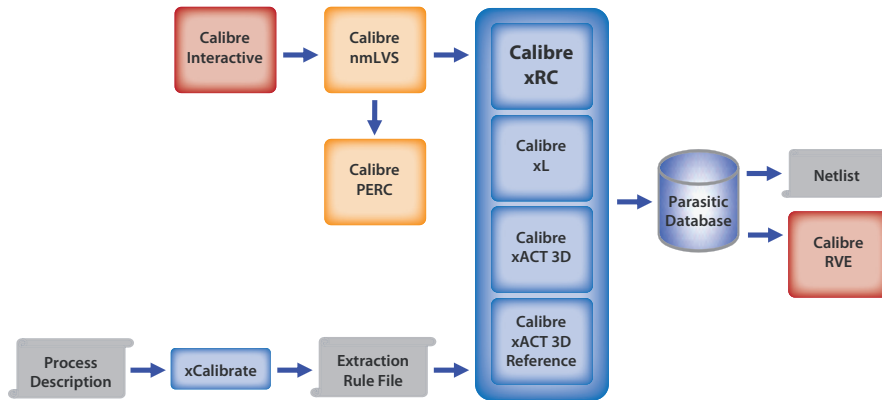 Calibre
Interactive
Calibre
nmLVS
Calibre
PERC
Calibre
xRC
Calibre
xL
Calibre
xACT 3D
Calibre
xACT 3D
Reference
Parasitic
Database
Netlist
Calibre
RVE
Process
Description
xCalibrate
Extraction
Rule File